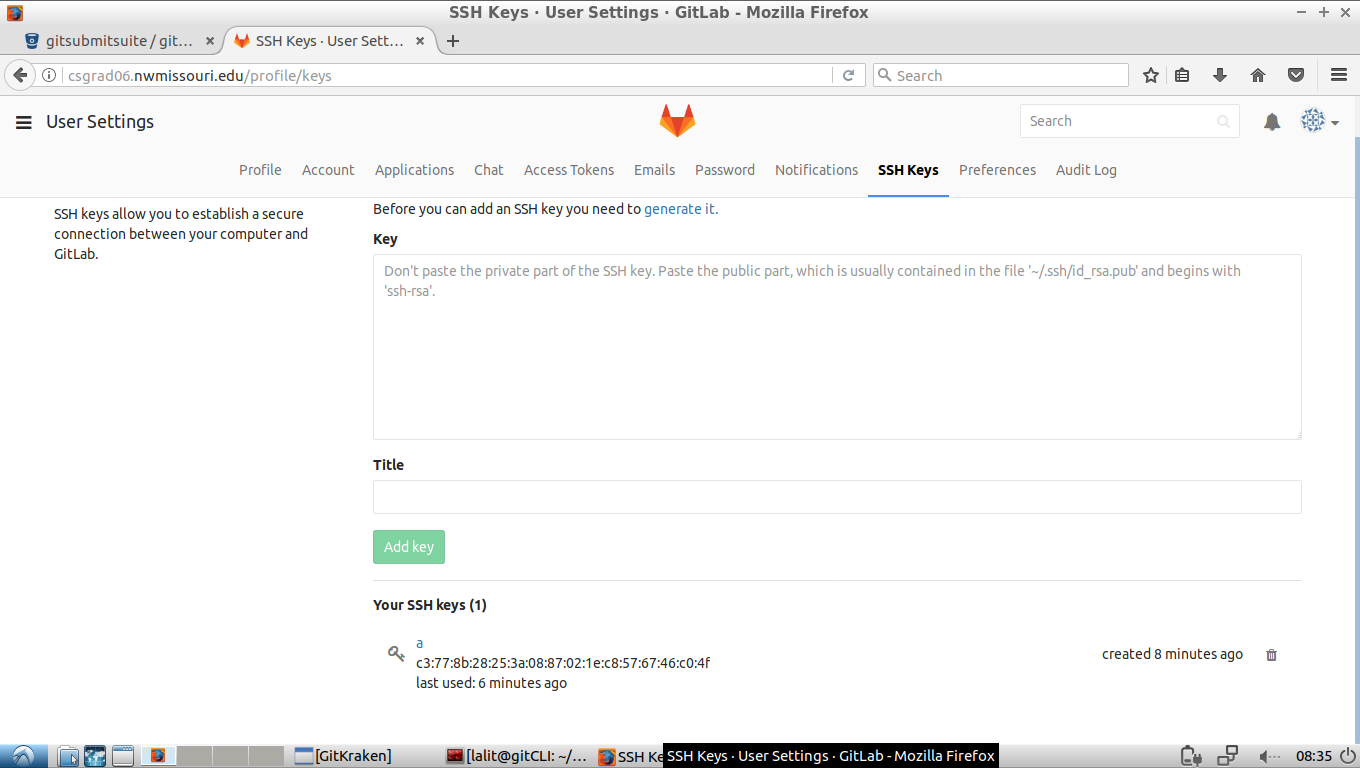 SSH Keys · User Settings · GitLab - Mozilla Firefox
gitsubmitsuite / git...
SSH Keys · User Sett...
csgrad06.nwmissouri.edu/profile/keys
Search
User Settings
Search
Profile Account Applications Chat Access Tokens Emails Password Notifications SSH Keys Preferences Audit Log
SSH keys allow you to establish a secure
connection between your computer and
GitLab.
Before you can add an SSH key you need to generate it.
Key
Don't paste the private part of the SSH key. Paste the public part, which is usually contained in the file '~/.ssh/id_rsa.pub' and begins with
'ssh-rsa'.
Title
Add key
Your SSH keys (1)
a
c3:77:8b:28:25:3a:08:87:02:1e:c8:57:67:46:c0:4f
last used: 6 minutes ago
created 8 minutes ago
[GitKraken]
[lalit@gitCLI: ~/...
SSH Ke
SSH Keys · User Settings · GitLab - Mozilla Firefox
08:35